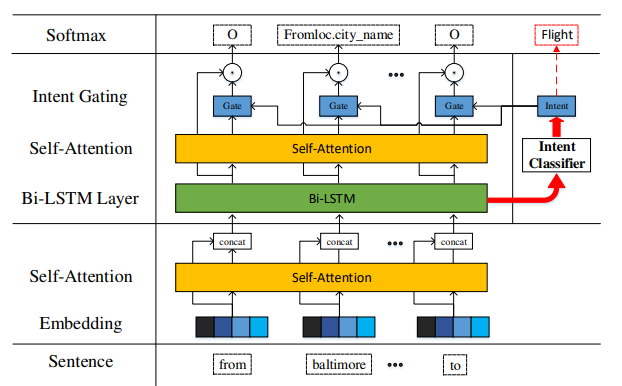 Softmax O Fromloc.city_name O Flight
Intent Gating Gate Gate Gate Intent
Self-Attention Self-Attention Intent Classifier
Bi-LSTM Layer Bi-LSTM
concat concat concat
Self-Attention Self-Attention
Embedding
Sentence from baltimore to